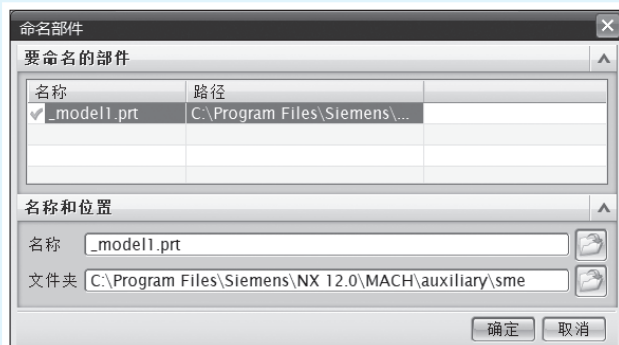 命名部件
要命名的部件
名称 路径
_model1.prt C:\Program Files\Siemens\...
名称和位置
名称 _model1.prt
文件夹 C:\Program Files\Siemens\NX 12.0\MACH\auxiliary\sme
确定 取消